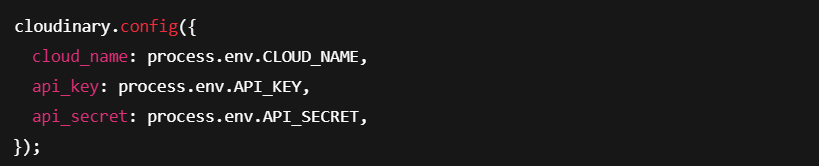 cloudinary.config({
  cloud_name: process.env.CLOUD_NAME,
  api_key: process.env.API_KEY,
  api_secret: process.env.API_SECRET,
});